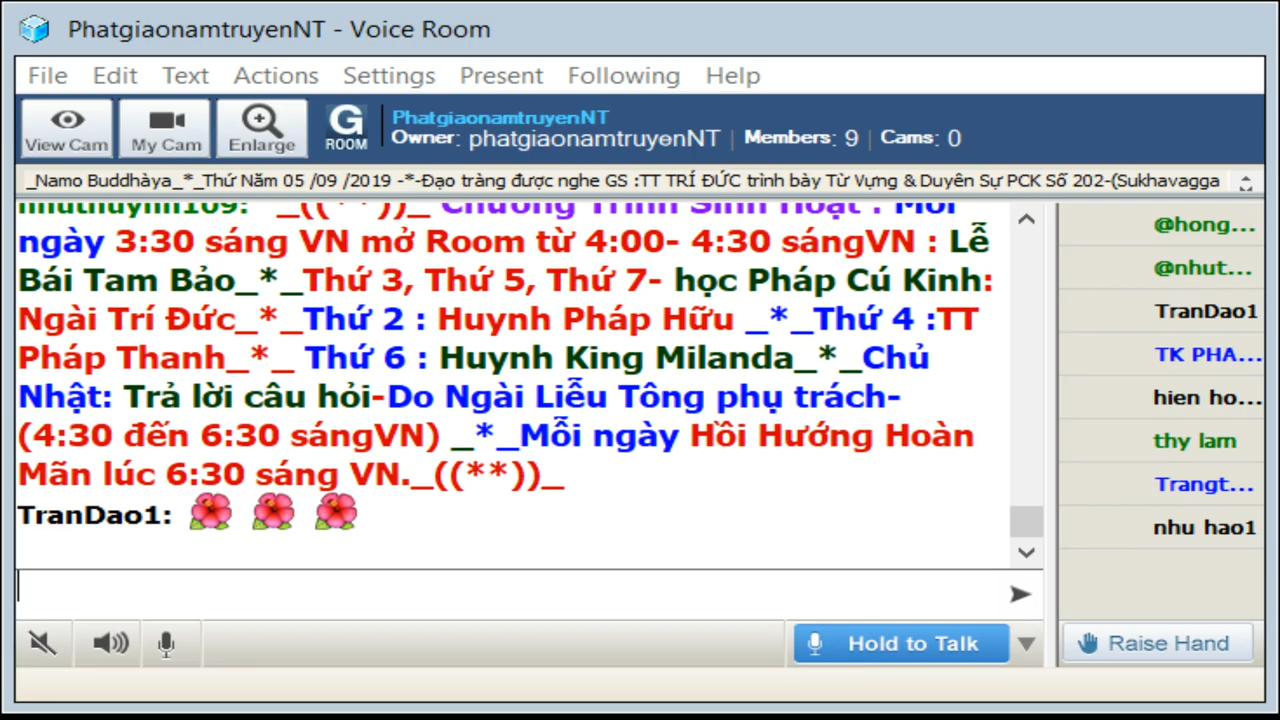 PhatgiaonamtruyenNT - Voice Room
File Edit Text Actions Settings Present Following Help
View Cam My Cam Enlarge G ROOM
PhatgiaonamtruyenNT
Owner: phatgiaonamtruyenNT | Members: 9 | Cams: 0
_Namo Buddhàya_*_Thứ Năm 05 /09 /2019 -*-Đạo tràng được nghe GS :TT TRÍ ĐỨC trình bày Từ Vựng & Duyên Sự PCK Số 202-(Sukhavagga
nhuthuynh109: _((**))_ Chương Trình Sinh Hoạt : Mỗi
ngày 3:30 sáng VN mở Room từ 4:00- 4:30 sángVN : Lễ
Bái Tam Bảo_*_Thứ 3, Thứ 5, Thứ 7- học Pháp Cú Kinh:
Ngài Trí Đức_*_Thứ 2 : Huynh Pháp Hữu _*_Thứ 4 :TT
Pháp Thanh_*_ Thứ 6 : Huynh King Milanda_*_Chủ
Nhật: Trả lời câu hỏi-Do Ngài Liễu Tông phụ trách-
(4:30 đến 6:30 sángVN) _*_Mỗi ngày Hồi Hướng Hoàn
Mãn lúc 6:30 sáng VN._((**))_
TranDao1:
@hong...
@nhut...
TranDao1
TK PHA...
hien ho...
thy lam
Trangt...
nhu hao1
Hold to Talk
Raise Hand